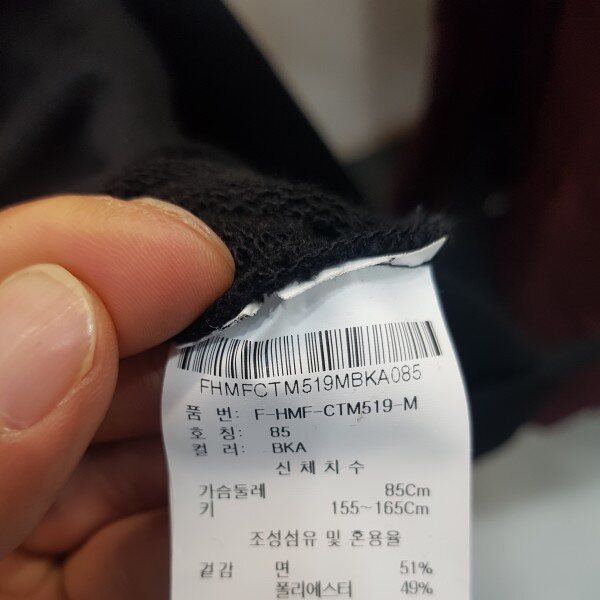 FHMFCTM519MBKA085
품 번: F-HMF-CTM519-M
호 칭: 85
컬 러: BKA
신체치수
가슴둘레 85Cm
키 155~165Cm
조성섬유 및 혼용율
겉감 면 51%
폴리에스터 49%